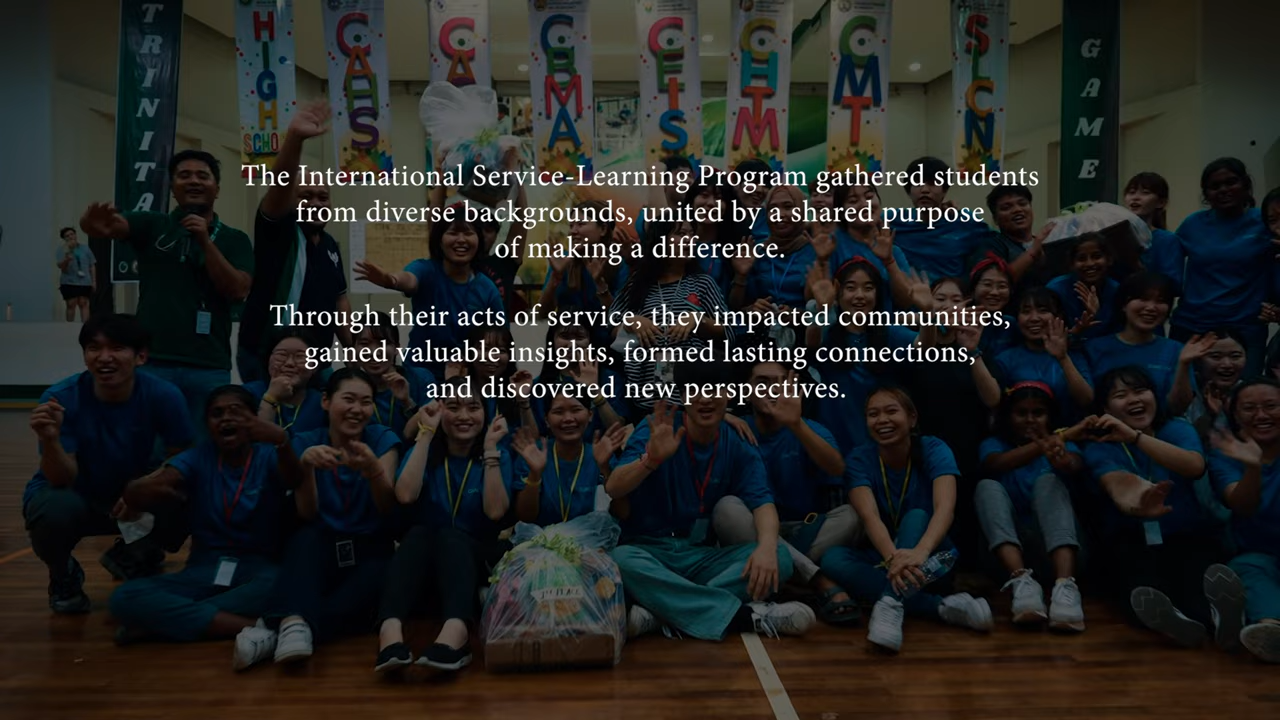 TRINITA
HIGH
SCHO
CAHS
CA
CBMA
CEIS
CHTM
CMT
SLCN
GAME
The International Service-Learning Program gathered students
from diverse backgrounds, united by a shared purpose
of making a difference.
Through their acts of service, they impacted communities,
gained valuable insights, formed lasting connections,
and discovered new perspectives.